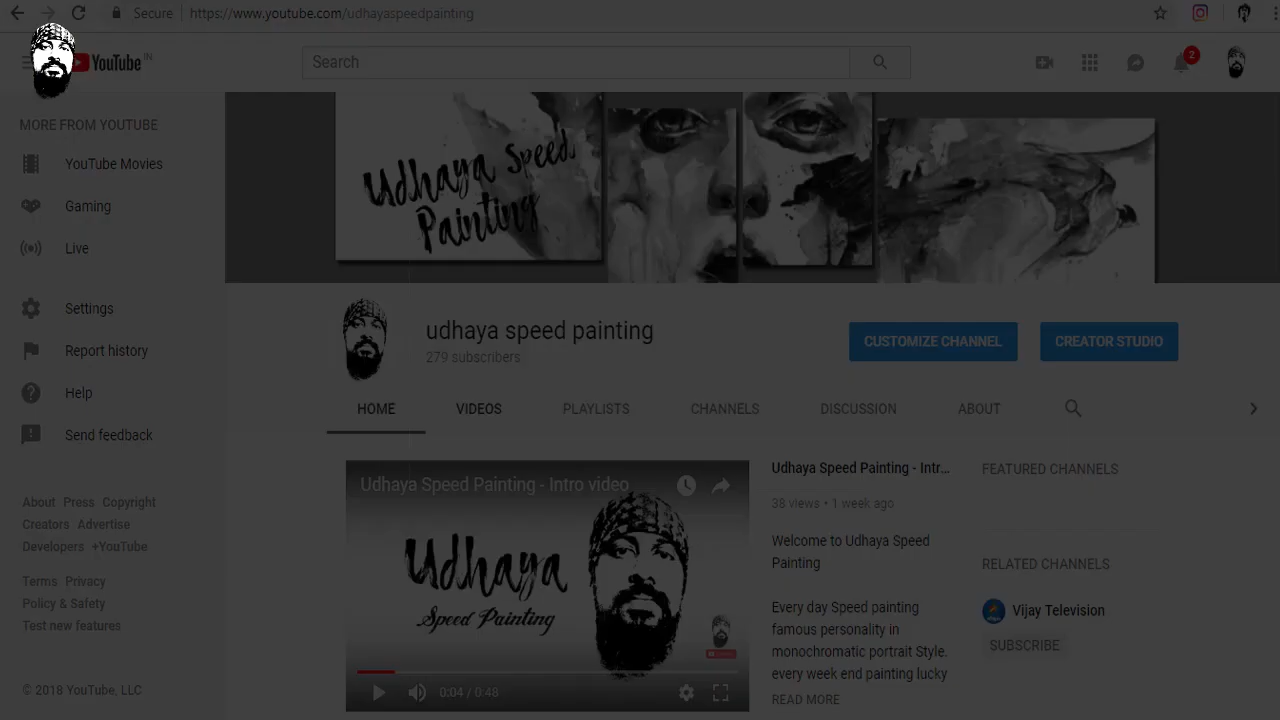 Secure
https://www.youtube.com/udhayaspeedpainting
YouTube IN
Search
2
MORE FROM YOUTUBE
YouTube Movies
Gaming
Live
Settings
Report history
Help
Send feedback
About Press Copyright
Creators Advertise
Developers +YouTube
Terms Privacy
Policy & Safety
Test new features
© 2018 YouTube, LLC
Udhaya Speed
Painting
udhaya speed painting
279 subscribers
CUSTOMIZE CHANNEL
CREATOR STUDIO
HOME
VIDEOS
PLAYLISTS
CHANNELS
DISCUSSION
ABOUT
Udhaya Speed Painting - Intro video
Udhaya
Speed Painting
0:04 / 0:48
Udhaya Speed Painting - Intr...
38 views • 1 week ago
Welcome to Udhaya Speed
Painting
Every day Speed painting
famous personality in
monochromatic portrait Style.
every week end painting lucky
READ MORE
FEATURED CHANNELS
RELATED CHANNELS
Vijay Television
SUBSCRIBE